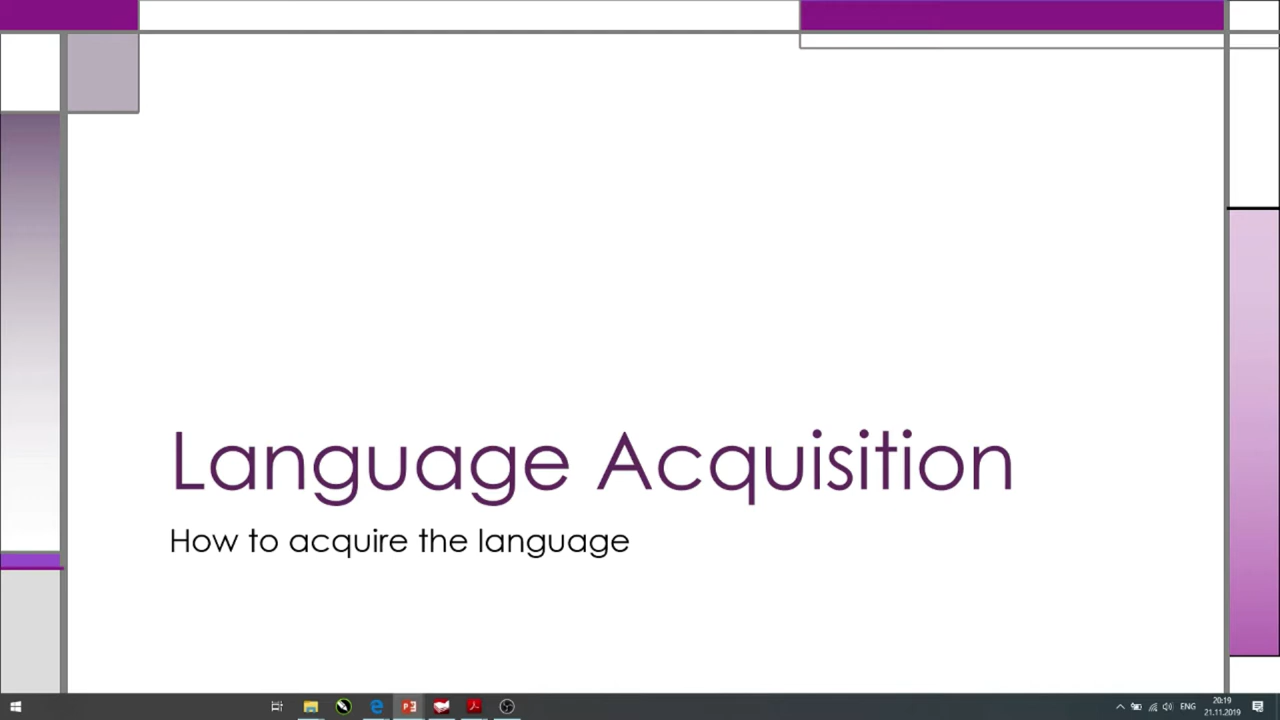 Language Acquisition
How to acquire the language
ENG
20:19
21.11.2019